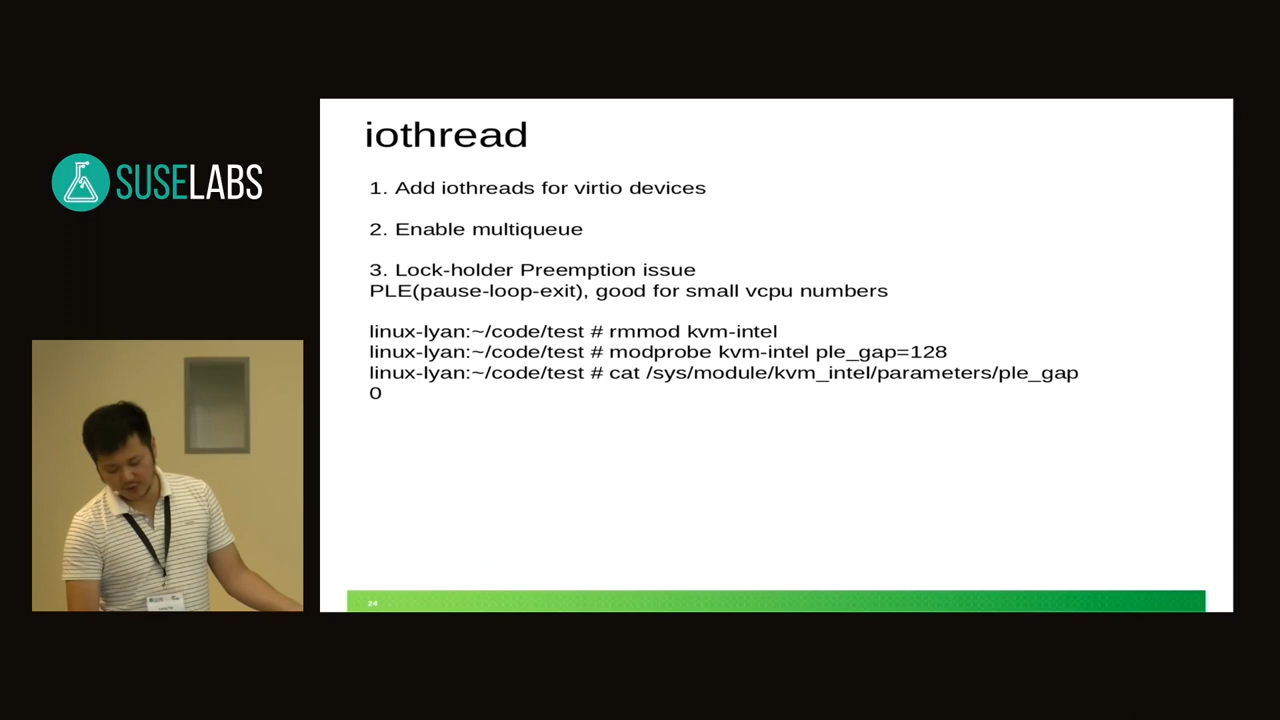 SUSELABS
iothread
1. Add iothreads for virtio devices
2. Enable multiqueue
3. Lock-holder Preemption issue
PLE(pause-loop-exit), good for small vcpu numbers
linux-lyan:~/code/test # rmmod kvm-intel
linux-lyan:~/code/test # modprobe kvm-intel ple_gap=128
linux-lyan:~/code/test # cat /sys/module/kvm_intel/parameters/ple_gap
0
24